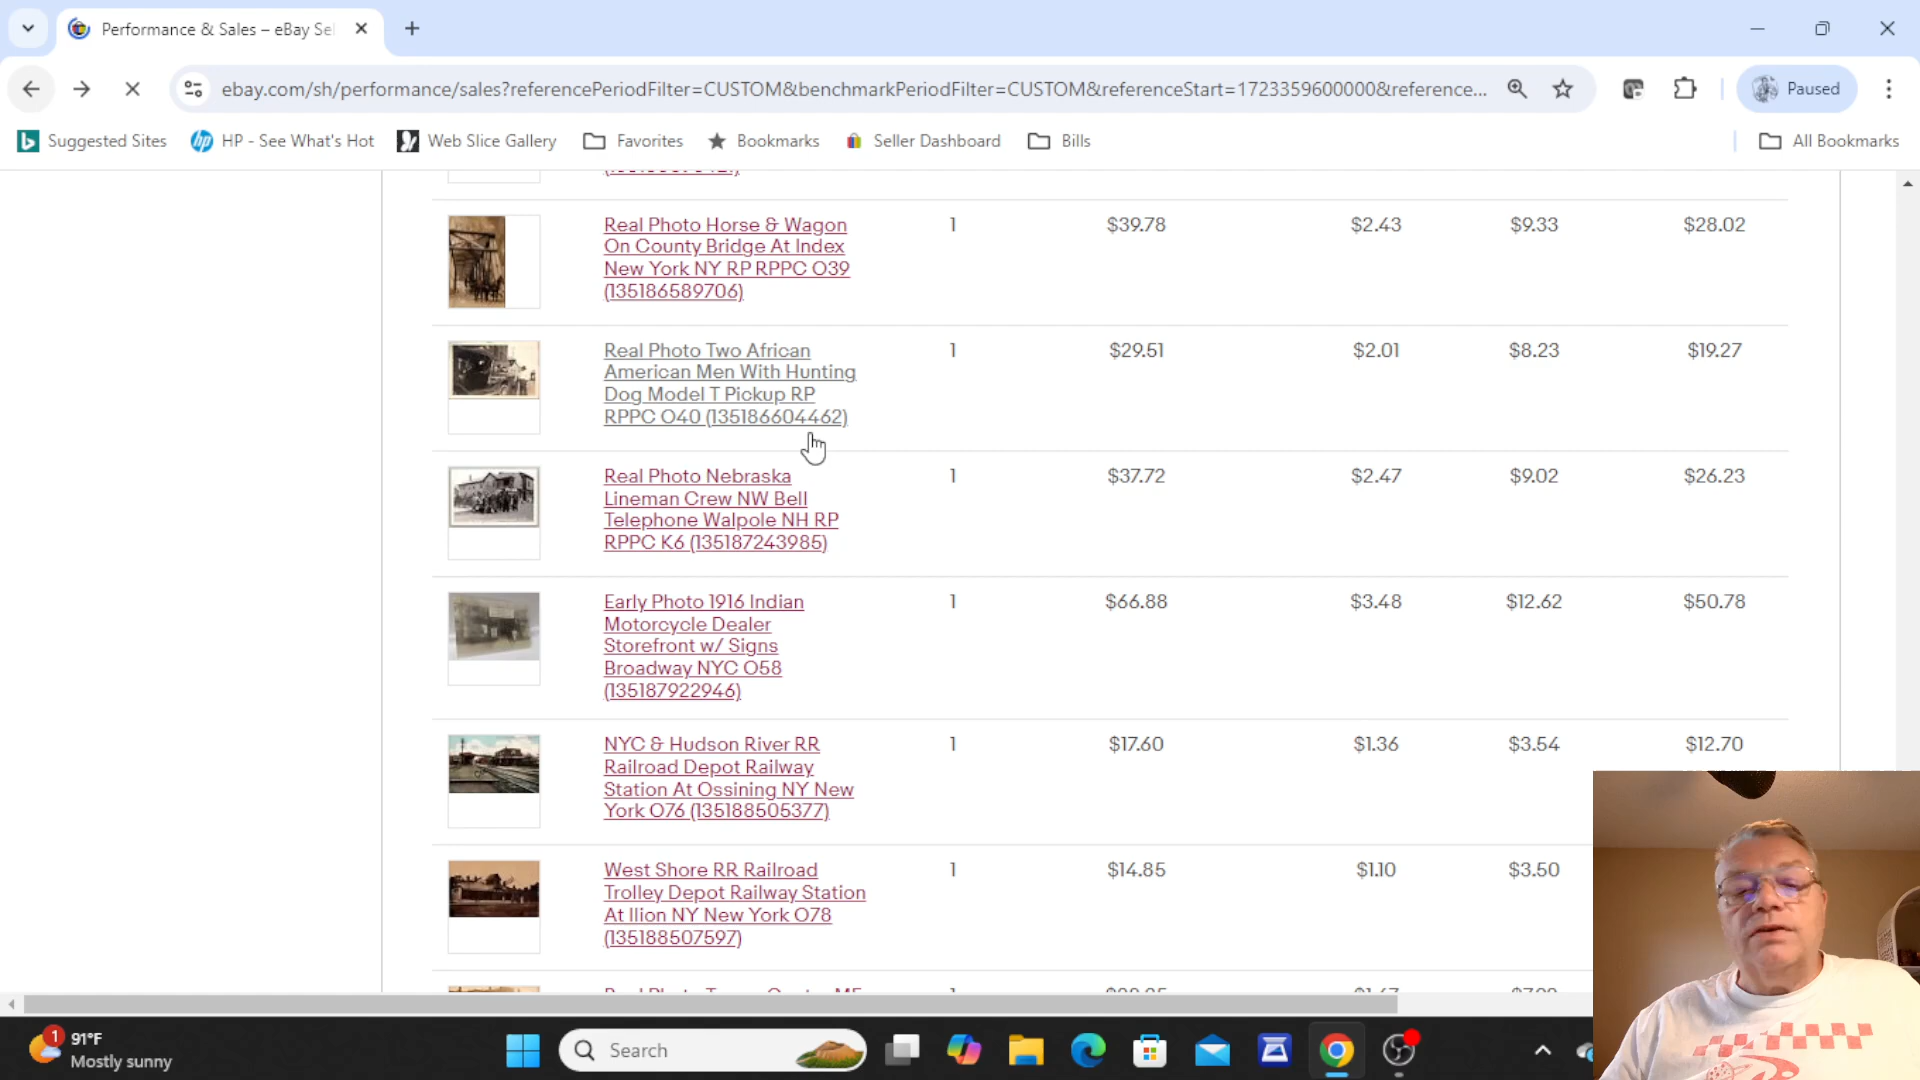 Performance & Sales – eBay Sel
ebay.com/sh/performance/sales?referencePeriodFilter=CUSTOM&benchmarkPeriodFilter=CUSTOM&referenceStart=1723359600000&reference...
Paused
Suggested Sites
HP - See What's Hot
Web Slice Gallery
Favorites
Bookmarks
Seller Dashboard
Bills
All Bookmarks
Real Photo Horse & Wagon 1 $39.78 $2.43 $9.33 $28.02
On County Bridge At Index
New York NY RP RPPC O39
(135186589706)
Real Photo Two African 1 $29.51 $2.01 $8.23 $19.27
American Men With Hunting
Dog Model T Pickup RP
RPPC O40 (135186604462)
Real Photo Nebraska 1 $37.72 $2.47 $9.02 $26.23
Lineman Crew NW Bell
Telephone Walpole NH RP
RPPC K6 (135187243985)
Early Photo 1916 Indian 1 $66.88 $3.48 $12.62 $50.78
Motorcycle Dealer
Storefront w/ Signs
Broadway NYC O58
(135187922946)
NYC & Hudson River RR 1 $17.60 $1.36 $3.54 $12.70
Railroad Depot Railway
Station At Ossining NY New
York O76 (135188505377)
West Shore RR Railroad 1 $14.85 $1.10 $3.50
Trolley Depot Railway Station
At Ilion NY New York O78
(135188507597)
1
91°F
Mostly sunny
Search